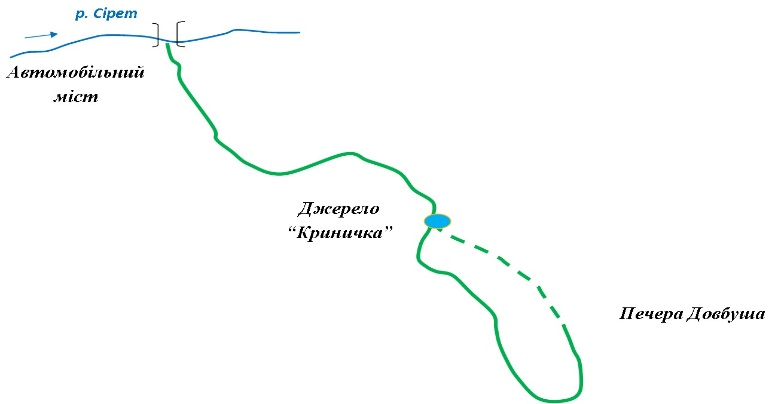 р. Сірет
Автомобільний
міст
Джерело
“Криничка”
Печера Довбуша